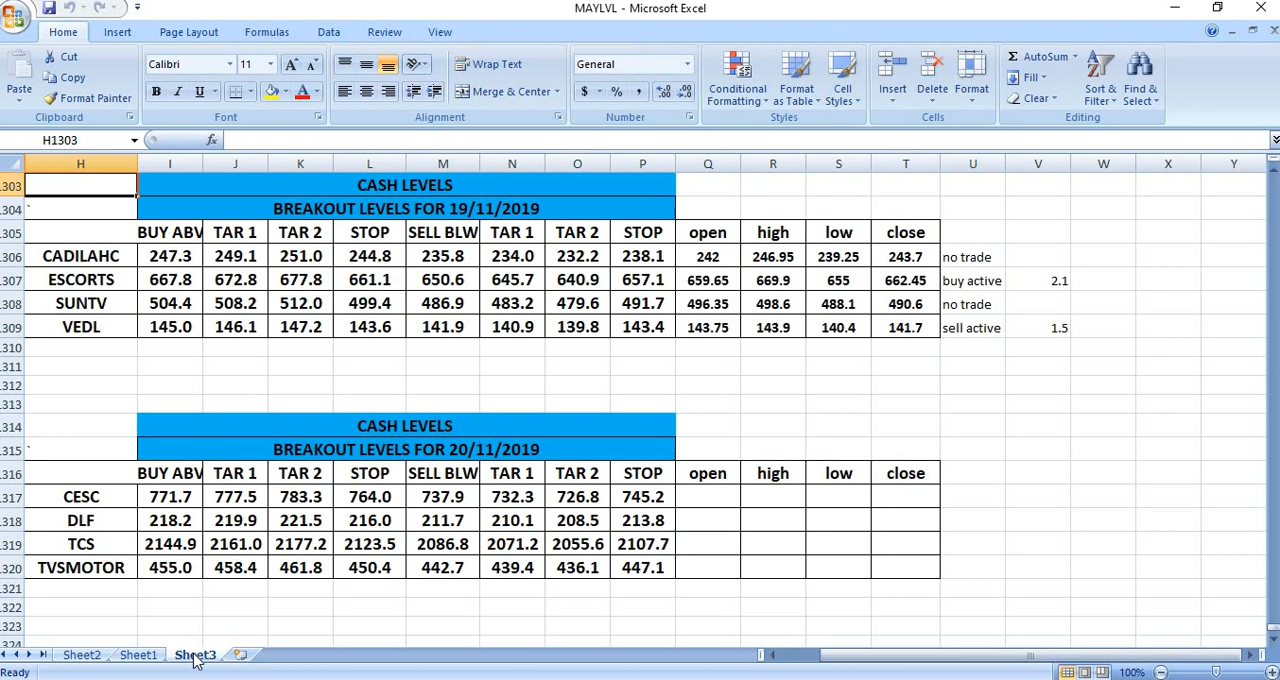 MAYLVL - Microsoft Excel
Home Insert Page Layout Formulas Data Review View
Cut
Copy
Format Painter
Paste
Clipboard
Calibri 11
B I U
Font
Wrap Text
Merge & Center
Alignment
General
$ % ,
Number
Conditional Formatting
Format as Table
Cell Styles
Styles
Insert Delete Format
Cells
Σ AutoSum
Fill
Clear
Sort & Filter
Find & Select
Editing
H1303 fx
H I J K L M N O P Q R S T U V W X Y
1303 CASH LEVELS
1304 ` BREAKOUT LEVELS FOR 19/11/2019
1305 BUY ABV TAR 1 TAR 2 STOP SELL BLW TAR 1 TAR 2 STOP open high low close
1306 CADILAHC 247.3 249.1 251.0 244.8 235.8 234.0 232.2 238.1 242 246.95 239.25 243.7 no trade
1307 ESCORTS 667.8 672.8 677.8 661.1 650.6 645.7 640.9 657.1 659.65 669.9 655 662.45 buy active 2.1
1308 SUNTV 504.4 508.2 512.0 499.4 486.9 483.2 479.6 491.7 496.35 498.6 488.1 490.6 no trade
1309 VEDL 145.0 146.1 147.2 143.6 141.9 140.9 139.8 143.4 143.75 143.9 140.4 141.7 sell active 1.5
1310
1311
1312
1313
1314 CASH LEVELS
1315 ` BREAKOUT LEVELS FOR 20/11/2019
1316 BUY ABV TAR 1 TAR 2 STOP SELL BLW TAR 1 TAR 2 STOP open high low close
1317 CESC 771.7 777.5 783.3 764.0 737.9 732.3 726.8 745.2
1318 DLF 218.2 219.9 221.5 216.0 211.7 210.1 208.5 213.8
1319 TCS 2144.9 2161.0 2177.2 2123.5 2086.8 2071.2 2055.6 2107.7
1320 TVSMOTOR 455.0 458.4 461.8 450.4 442.7 439.4 436.1 447.1
1321
1322
1323
1324
Sheet2 Sheet1 Sheet3
Ready 100%